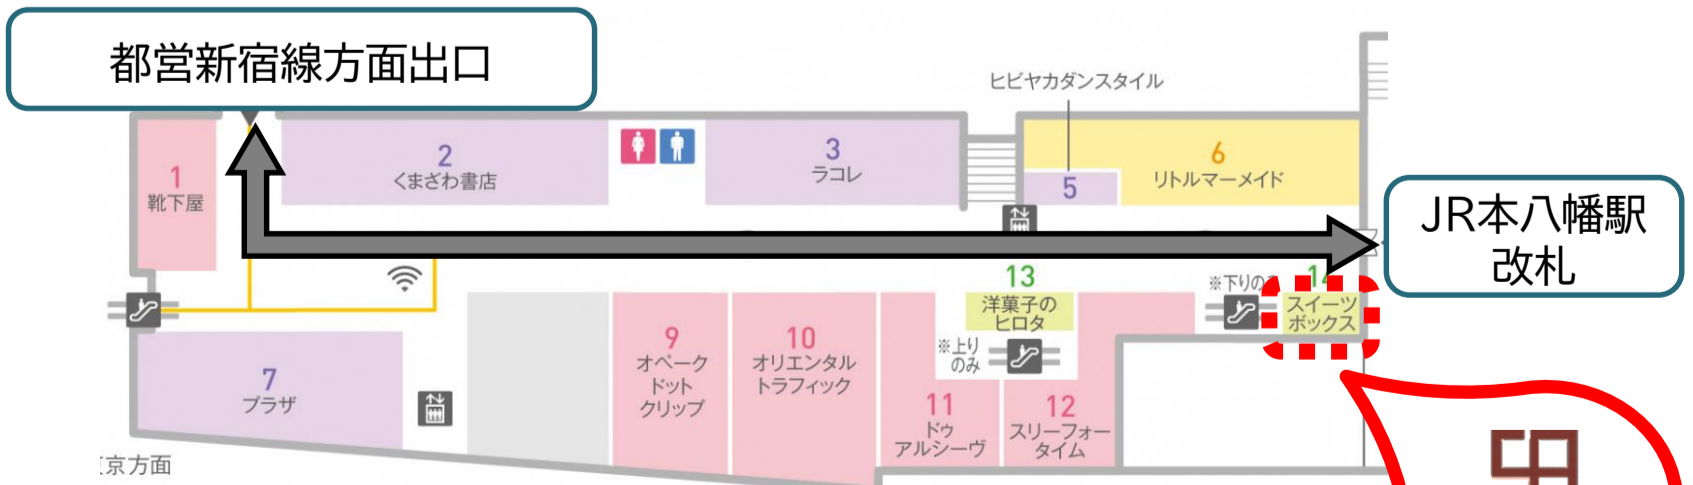 都営新宿線方面出口
ヒビヤカダンスタイル
1
靴下屋
2
くまざわ書店
3
ラコレ
5
6
リトルマーメイド
JR本八幡駅
改札
7
プラザ
9
オペーク
ドット
クリップ
10
オリエンタル
トラフィック
11
ドゥ
アルシーヴ
12
スリーフォー
タイム
13
洋菓子の
ヒロタ
※上り
のみ
※下りのみ
14
スイーツ
ボックス
京方面